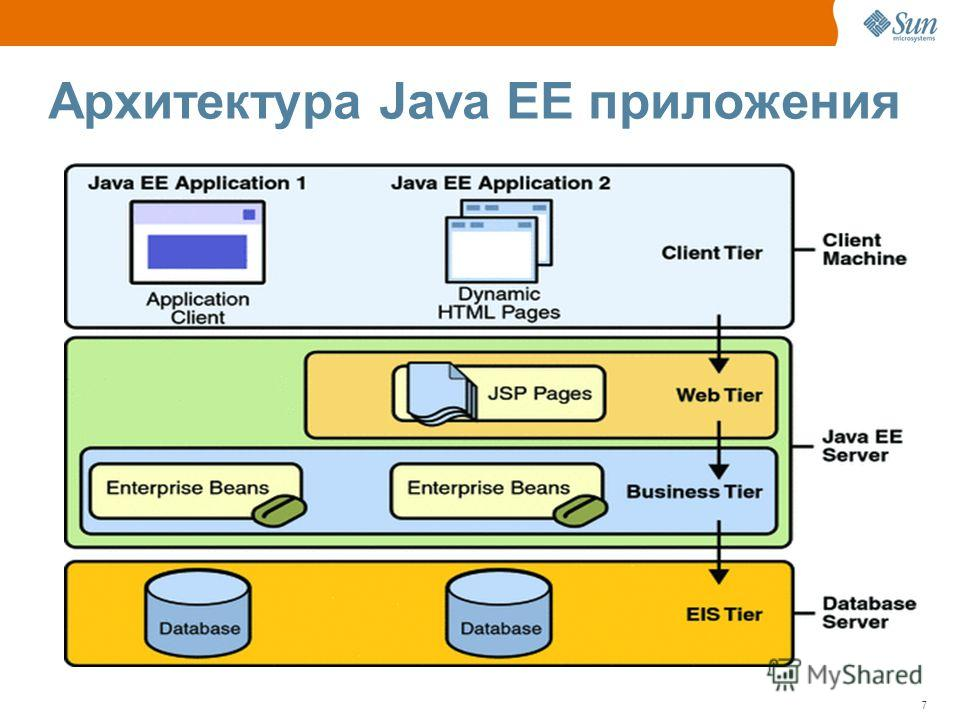 Sun
microsystems
Архитектура Java EE приложения
Java EE Application 1
Java EE Application 2
Application
Client
Dynamic
HTML Pages
Client Tier
Client
Machine
JSP Pages
Web Tier
Java EE
Server
Enterprise Beans
Enterprise Beans
Business Tier
Database
Database
EIS Tier
Database
Server
MyShared
7